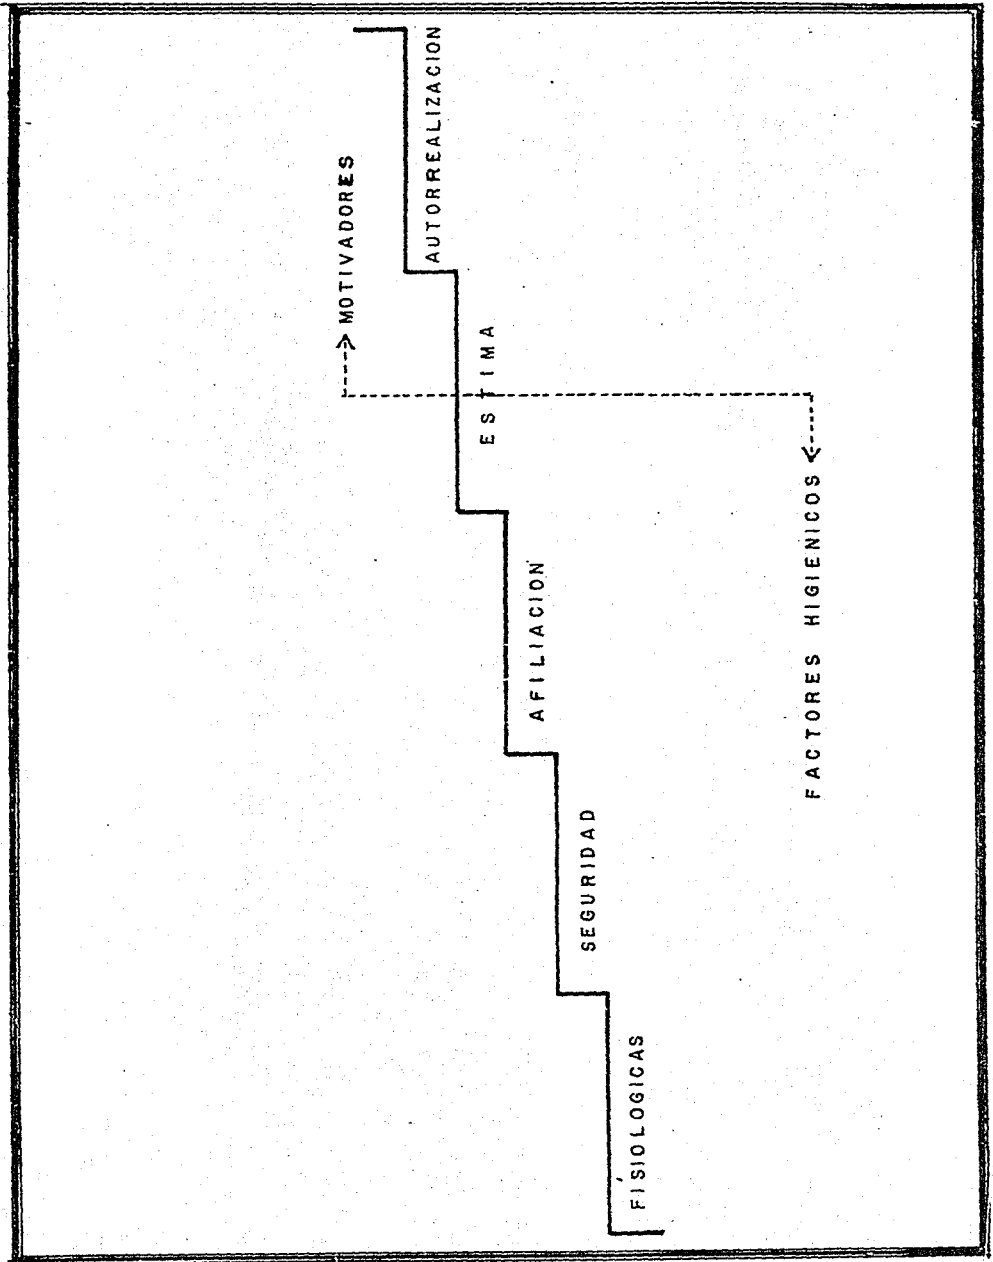 MOTIVADORES
AUTORREALIZACION
ESTIMA
AFILIACION
SEGURIDAD
FISIOLOGICAS
FACTORES HIGIENICOS